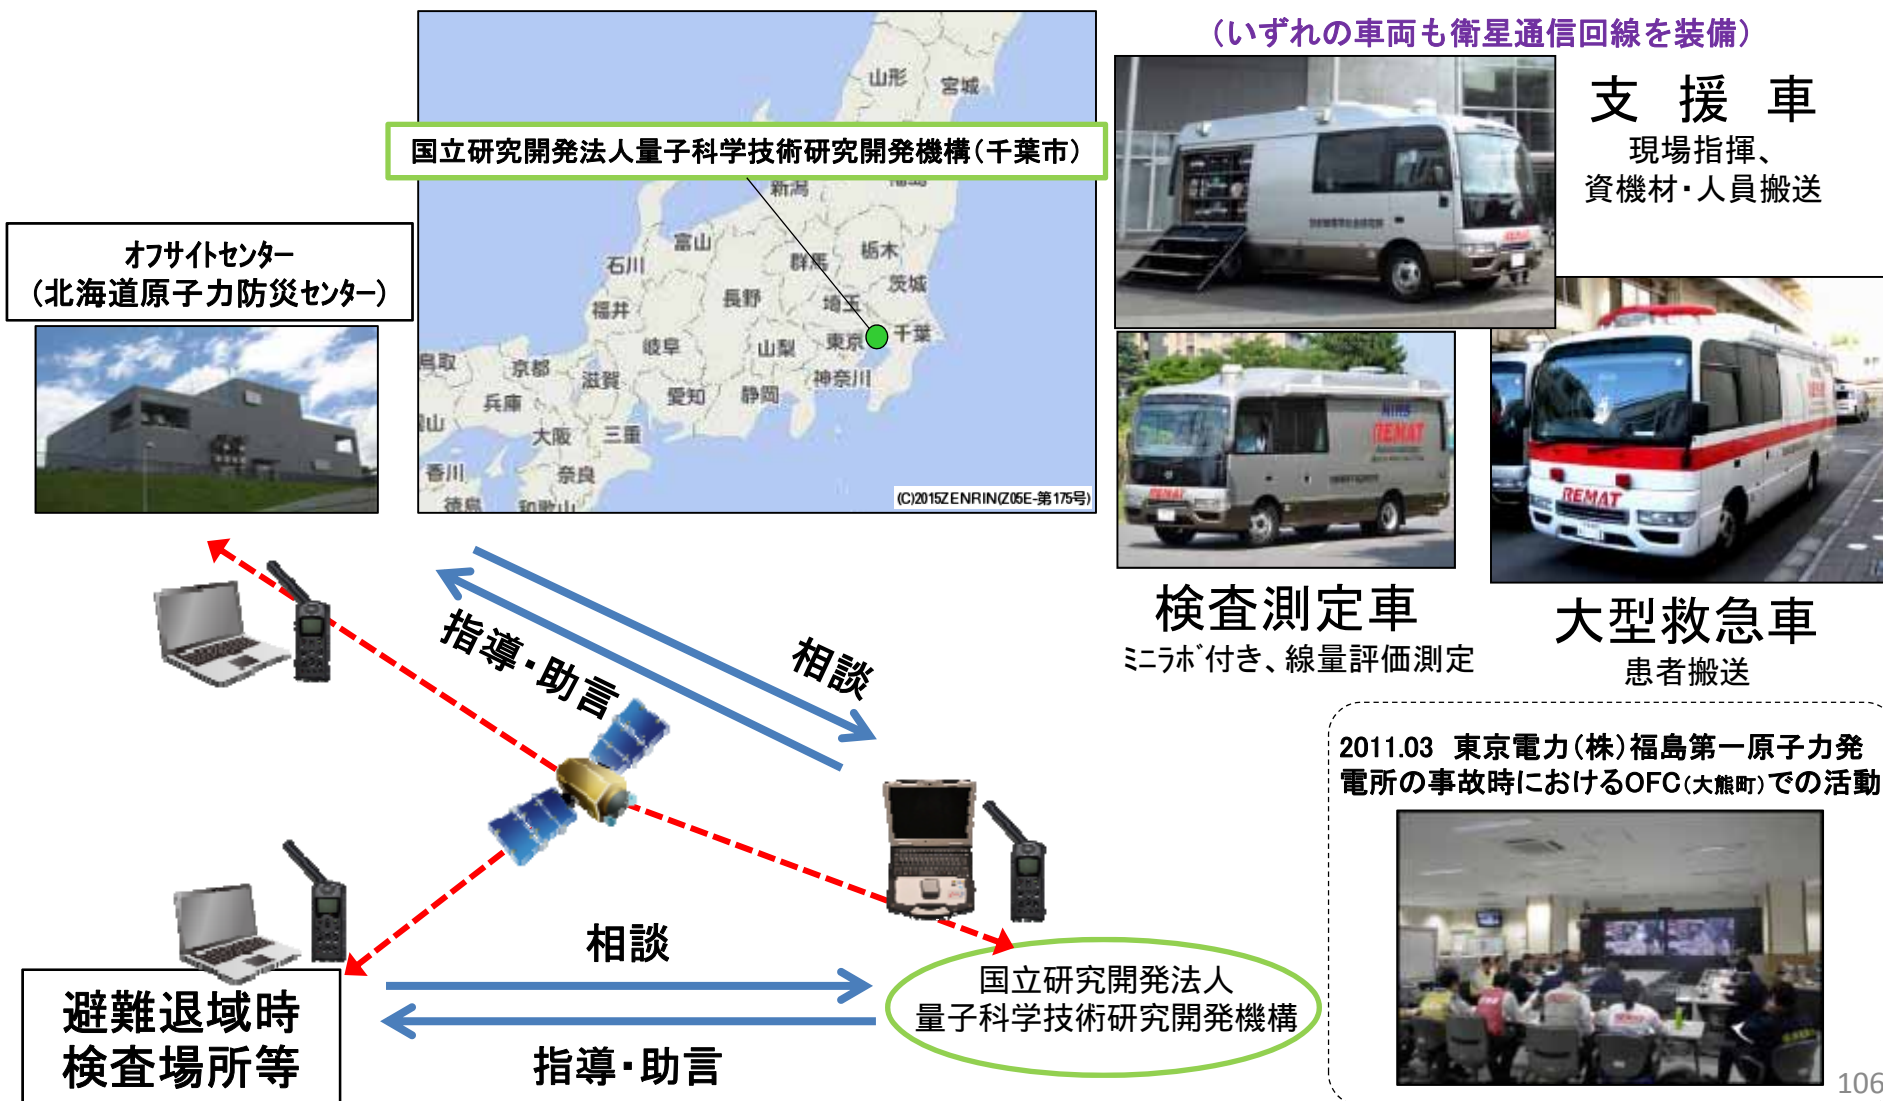 (いずれの車両も衛星通信回線を装備)
支援車
現場指揮、
資機材・人員搬送
国立研究開発法人量子科学技術研究開発機構(千葉市)
山形
宮城
新潟
福島
富山
石川
群馬
栃木
茨城
福井
長野
埼玉
岐阜
山梨
東京
千葉
鳥取
京都
滋賀
愛知
静岡
神奈川
兵庫
大阪
三重
香川
奈良
徳島
和歌山
(C)2015ZENRIN(Z05E-第175号)
オフサイトセンター
(北海道原子力防災センター)
REMAT
NIRS
REMAT
REMAT
REMAT
検査測定車
ミニラボ付き、線量評価測定
大型救急車
患者搬送
指導・助言
相談
2011.03 東京電力(株)福島第一原子力発
電所の事故時におけるOFC(大熊町)での活動
相談
指導・助言
避難退域時
検査場所等
国立研究開発法人
量子科学技術研究開発機構
REMAT
106